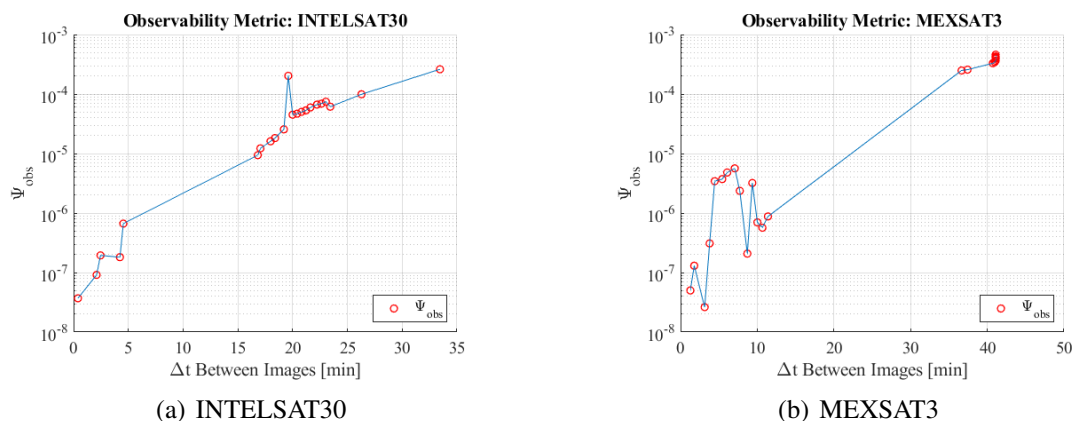 Observability Metric: INTELSAT30
10^-3
10^-4
10^-5
10^-6
10^-7
10^-8
Ψ_obs
0 5 10 15 20 25 30 35
Δt Between Images [min]
Ψ_obs
(a) INTELSAT30
Observability Metric: MEXSAT3
10^-3
10^-4
10^-5
10^-6
10^-7
10^-8
Ψ_obs
0 10 20 30 40 50
Δt Between Images [min]
Ψ_obs
(b) MEXSAT3